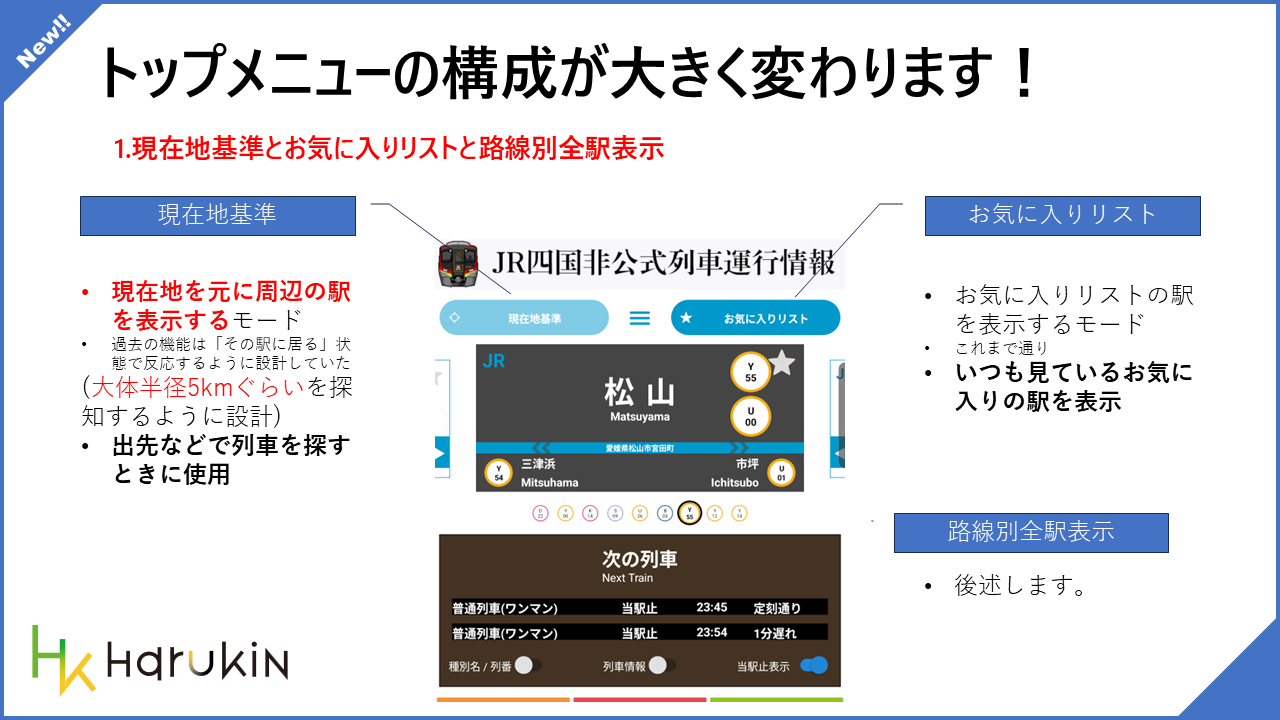 New!!
トップメニューの構成が大きく変わります！
1.現在地基準とお気に入りリストと路線別全駅表示
現在地基準
• 現在地を元に周辺の駅
を表示するモード
• 過去の機能は「その駅に居る」状
態で反応するように設計していた
(大体半径5kmぐらいを探
知するように設計)
• 出先などで列車を探す
ときに使用
JR四国非公式列車運行情報
現在地基準
お気に入りリスト
JR
松山
Matsuyama
Y
55
U
00
愛媛県松山市宮田町
Y
54
三津浜
Mitsuhama
市坪
Ichitsubo
U
01
Y
55
次の列車
Next Train
普通列車(ワンマン) 当駅止 23:45 定刻通り
普通列車(ワンマン) 当駅止 23:54 1分遅れ
種別名 / 列番
列車情報
当駅止表示
お気に入りリスト
• お気に入りリストの駅
を表示するモード
• これまで通り
• いつも見ているお気に
入りの駅を表示
路線別全駅表示
• 後述します。
HK HARUKIN